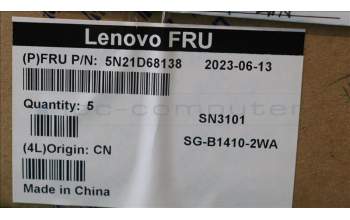 Lenovo FRU
(P)FRU P/N: 5N21D68138 2023-06-13
Quantity: 5
SN3101
SG-B1410-2WA
(4L)Origin: CN
Made in China